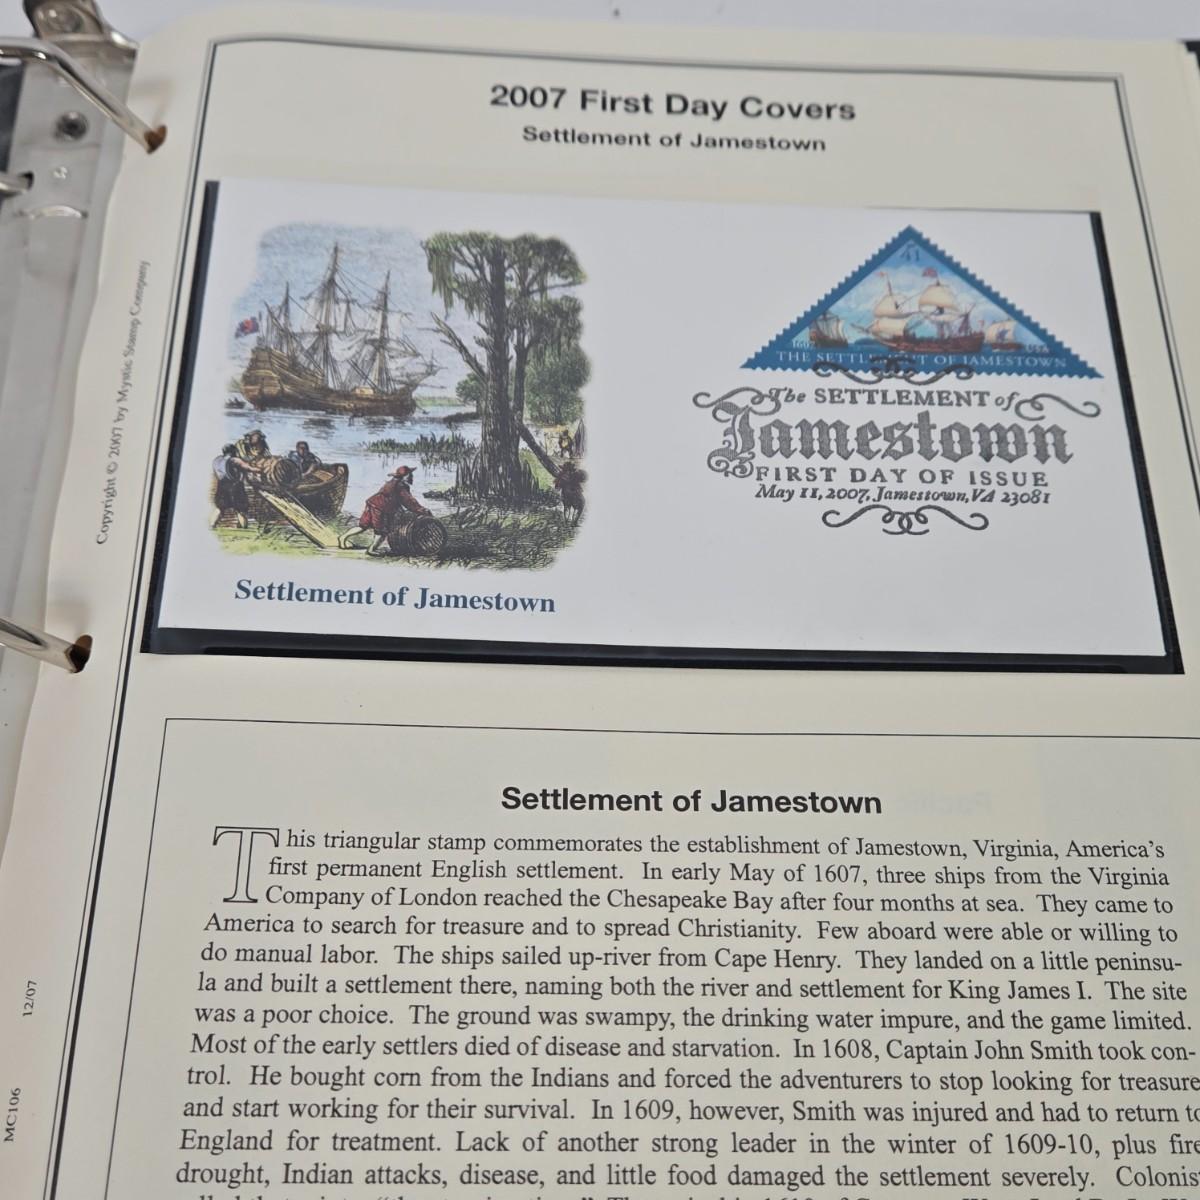 2007 First Day Covers
Settlement of Jamestown
41
1607
USA
THE SETTLEMENT OF JAMESTOWN
The SETTLEMENT of
Jamestown
FIRST DAY OF ISSUE
May 11, 2007, Jamestown, VA 23081
Settlement of Jamestown
Copyright © 2007 by Mystic Stamp Company
Settlement of Jamestown
This triangular stamp commemorates the establishment of Jamestown, Virginia, America's
first permanent English settlement. In early May of 1607, three ships from the Virginia
Company of London reached the Chesapeake Bay after four months at sea. They came to
America to search for treasure and to spread Christianity. Few aboard were able or willing to
do manual labor. The ships sailed up-river from Cape Henry. They landed on a little peninsu-
la and built a settlement there, naming both the river and settlement for King James I. The site
was a poor choice. The ground was swampy, the drinking water impure, and the game limited.
Most of the early settlers died of disease and starvation. In 1608, Captain John Smith took con-
trol. He bought corn from the Indians and forced the adventurers to stop looking for treasure
and start working for their survival. In 1609, however, Smith was injured and had to return to
England for treatment. Lack of another strong leader in the winter of 1609-10, plus fire
drought, Indian attacks, disease, and little food damaged the settlement severely. Colonis
12/07
MC106